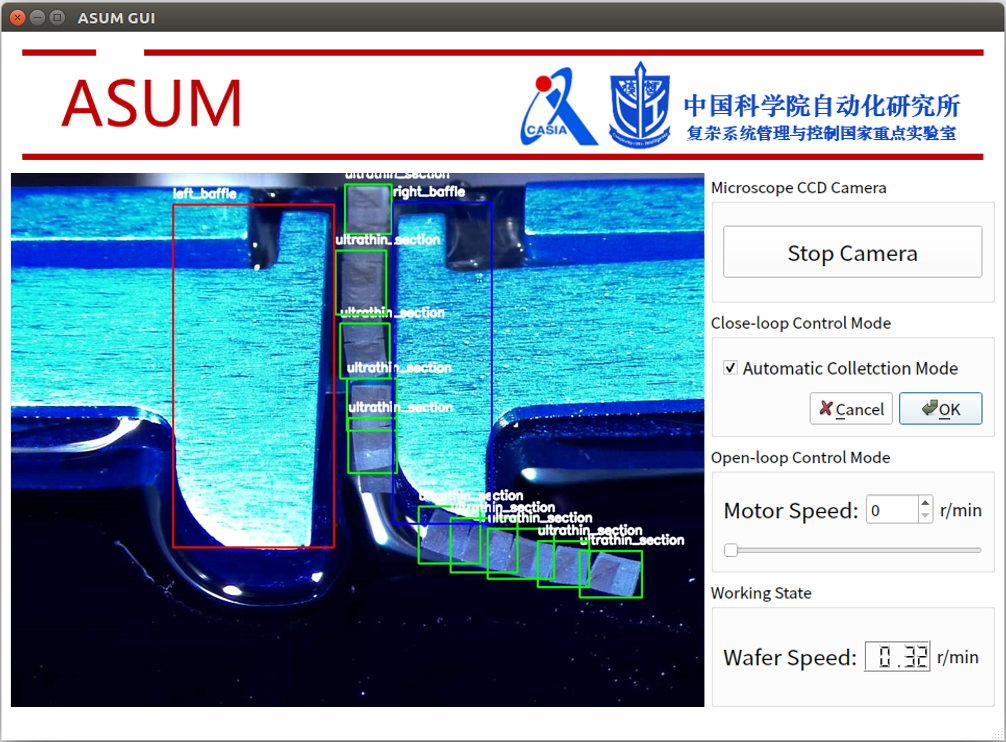 ASUM GUI
ASUM
CASIA
中国科学院自动化研究所
复杂系统管理与控制国家重点实验室
ultrathin_section
left_baffle
right_baffle
ultrathin_section
ultrathin_section
ultrathin_section
ultrathin_section
ultrathin_section
ultrathin_section
ultrathin_section
ultrathin_section
ultrathin_section
Microscope CCD Camera
Stop Camera
Close-loop Control Mode
Automatic Colletction Mode
Cancel
OK
Open-loop Control Mode
Motor Speed: 0 r/min
Working State
Wafer Speed: 0.32 r/min